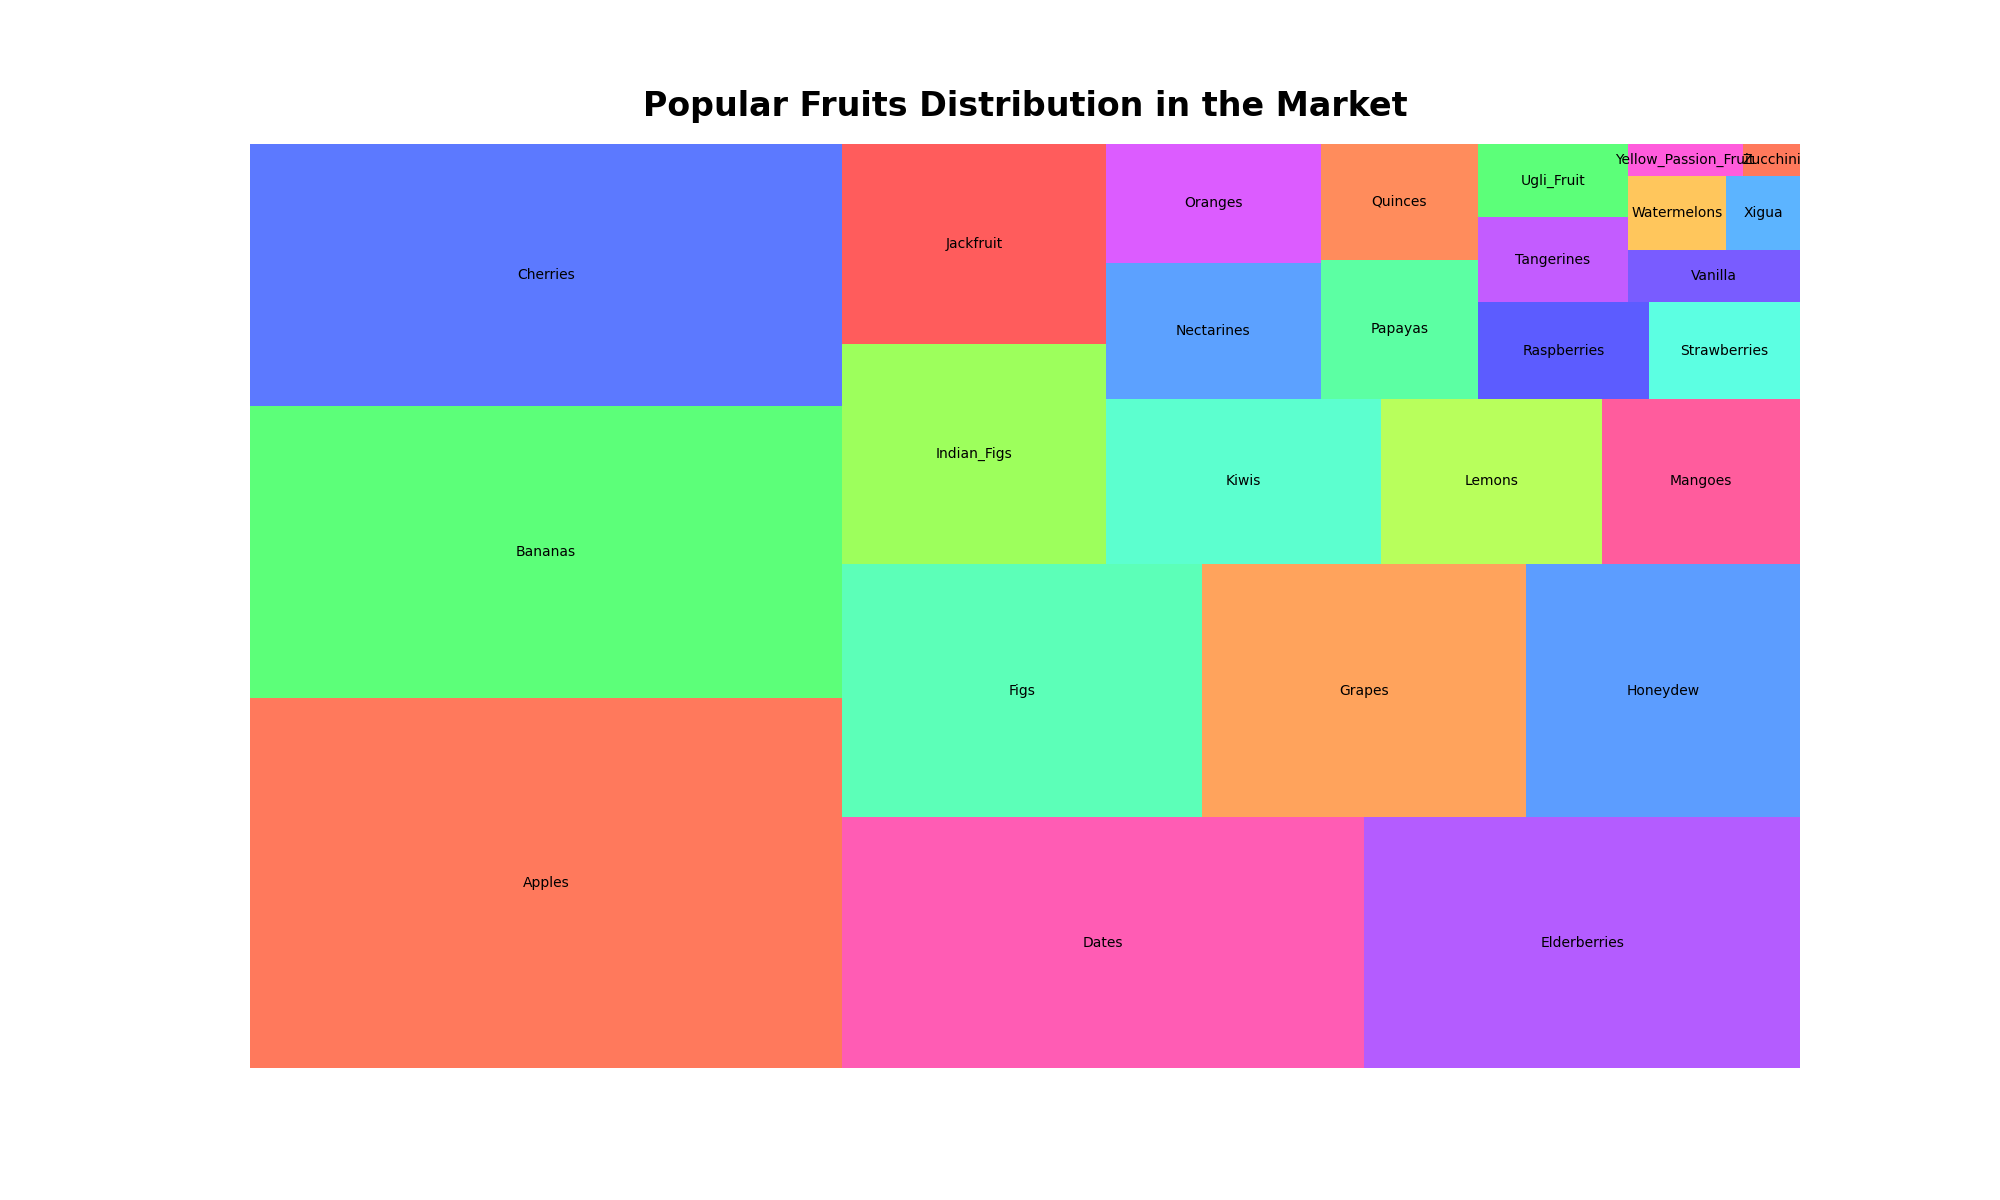 Popular Fruits Distribution in the Market
Yellow_Passion_Fruit
Zucchini
Ugli_Fruit
Quinces
Oranges
Watermelons
Xigua
Jackfruit
Tangerines
Cherries
Vanilla
Papayas
Nectarines
Raspberries
Strawberries
Indian_Figs
Kiwis
Lemons
Mangoes
Bananas
Figs
Grapes
Honeydew
Apples
Dates
Elderberries